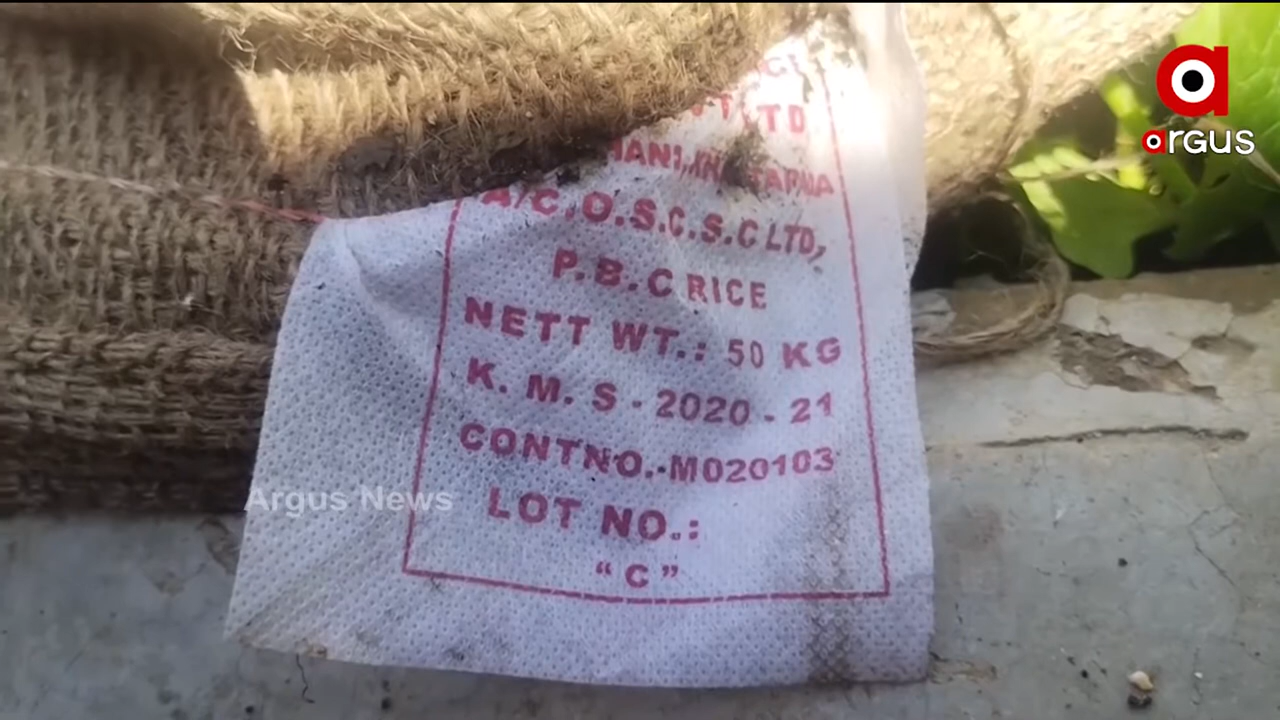 argus
LTD
A/C.O.S.C.S.C LTD,
P.B.C RICE
NETT WT.: 50 KG
K. M. S - 2020 - 21
CONTNO.-M020103
LOT NO.:
“C”
Argus News